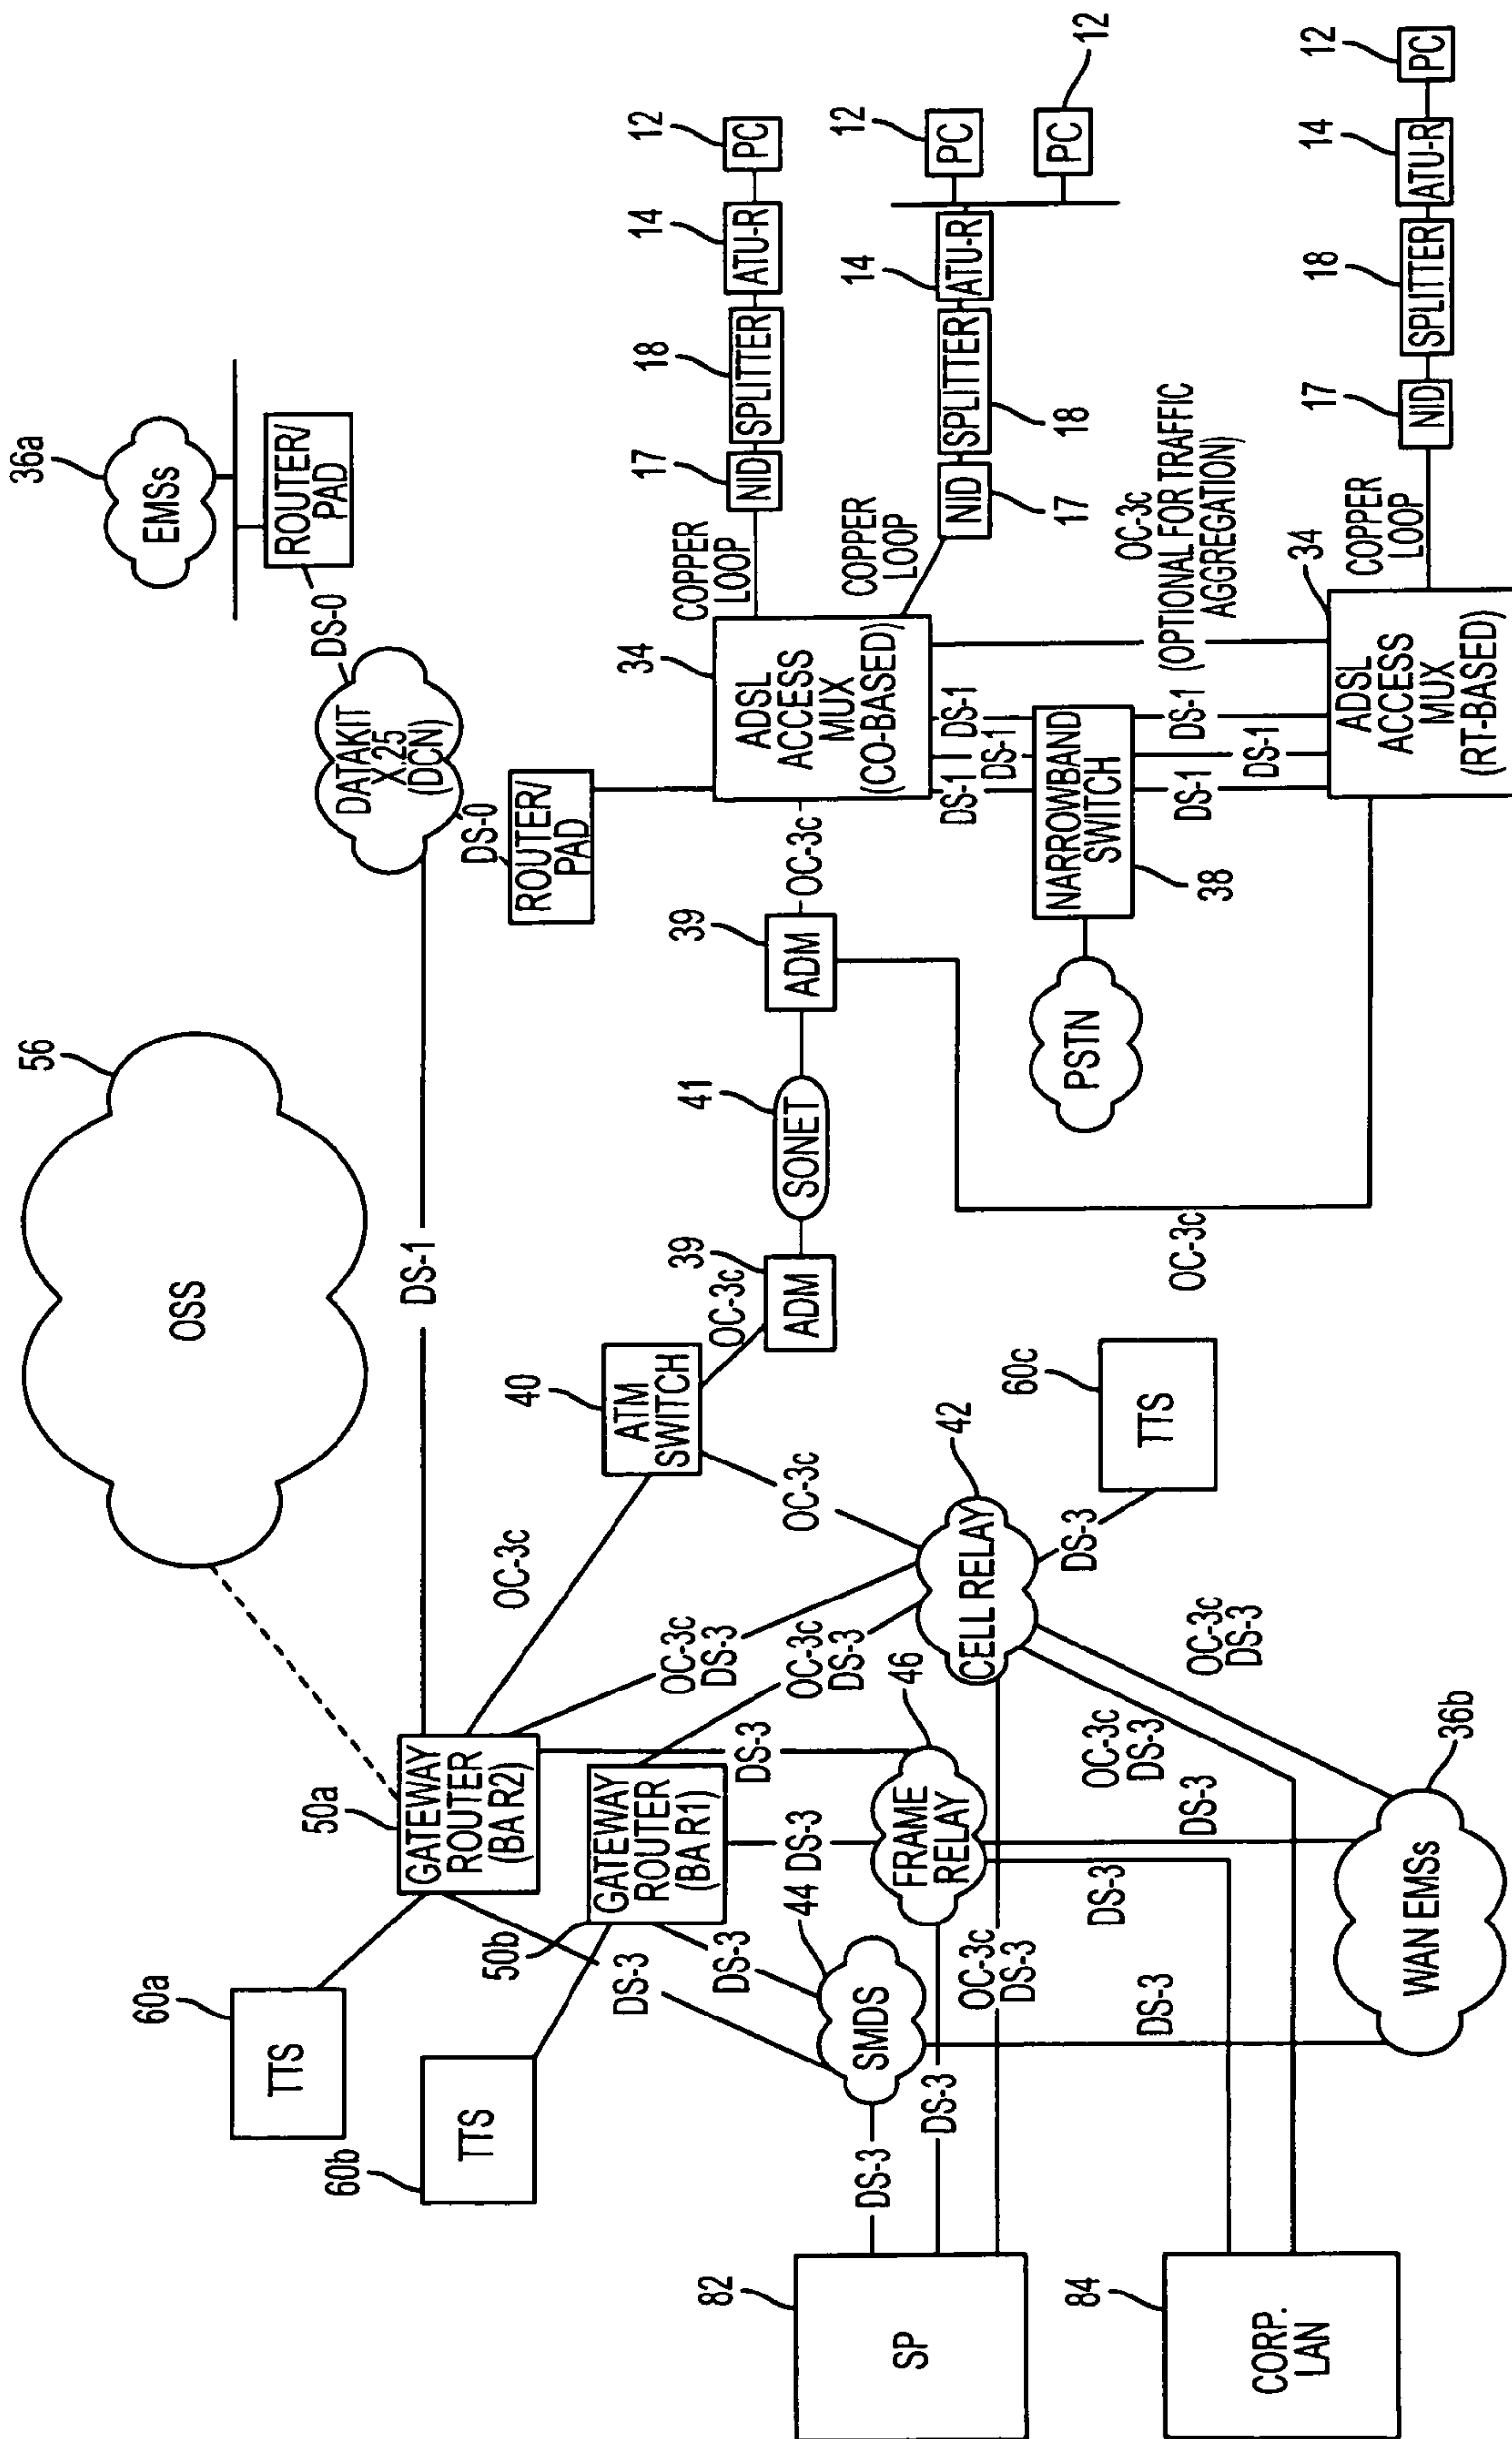 56
OSS
36a
EMSs
ROUTER/
PAD
DS-0
DATAKIT
X.25
(DCN)
DS-0
ROUTER/
PAD
DS-1
60a
TTS
50a
GATEWAY
ROUTER
(BA R2)
60b
TTS
50b
GATEWAY
ROUTER
(BA R1)
OC-3c
40
ATM
SWITCH
OC-3c
39
ADM
41
SONET
39
ADM
OC-3c
34
ADSL
ACCESS
MUX
(CO-BASED)
COPPER
LOOP
17
NID
18
SPLITTER
14
ATU-R
12
PC
COPPER
LOOP
NID
17
SPLITTER
18
14
ATU-R
12
PC
PC
12
OC-3c
DS-3
OC-3c
DS-3
OC-3c
DS-3
DS-3
DS-3
DS-3
44
SMDS
46
FRAME
RELAY
42
CELL RELAY
DS-3
60c
TTS
PSTN
NARROWBAND
SWITCH
38
DS-1
DS-1
DS-1
DS-1
DS-1
DS-1
OC-3c
(OPTIONAL FOR TRAFFIC
AGGREGATION)
OC-3c
34
ADSL
ACCESS
MUX
(RT-BASED)
COPPER
LOOP
17
NID
18
SPLITTER
14
ATU-R
12
PC
82
SP
DS-3
DS-3
OC-3c
DS-3
84
CORP.
LAN
DS-3
DS-3
DS-3
OC-3c
DS-3
OC-3c
DS-3
36b
WAN EMSs